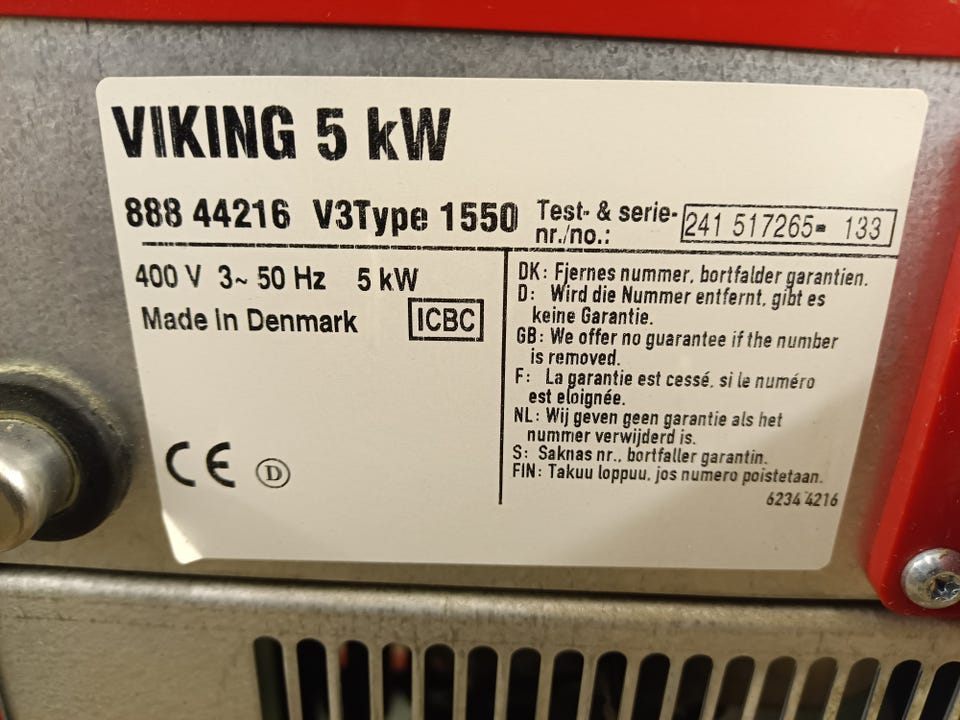 VIKING 5 kW
888 44216 V3Type 1550 Test- & serie-
nr./no.: 241 517265- 133
400 V 3~ 50 Hz 5 kW
Made in Denmark ICBC
CE D
DK: Fjernes nummer, bortfalder garantien.
D: Wird die Nummer entfernt, gibt es
keine Garantie.
GB: We offer no guarantee if the number
is removed.
F: La garantie est cessé, si le numéro
est eloignée.
NL: Wij geven geen garantie als het
nummer verwijderd is.
S: Saknas nr., bortfaller garantin.
FIN: Takuu loppuu, jos numero poistetaan.
6234 4216